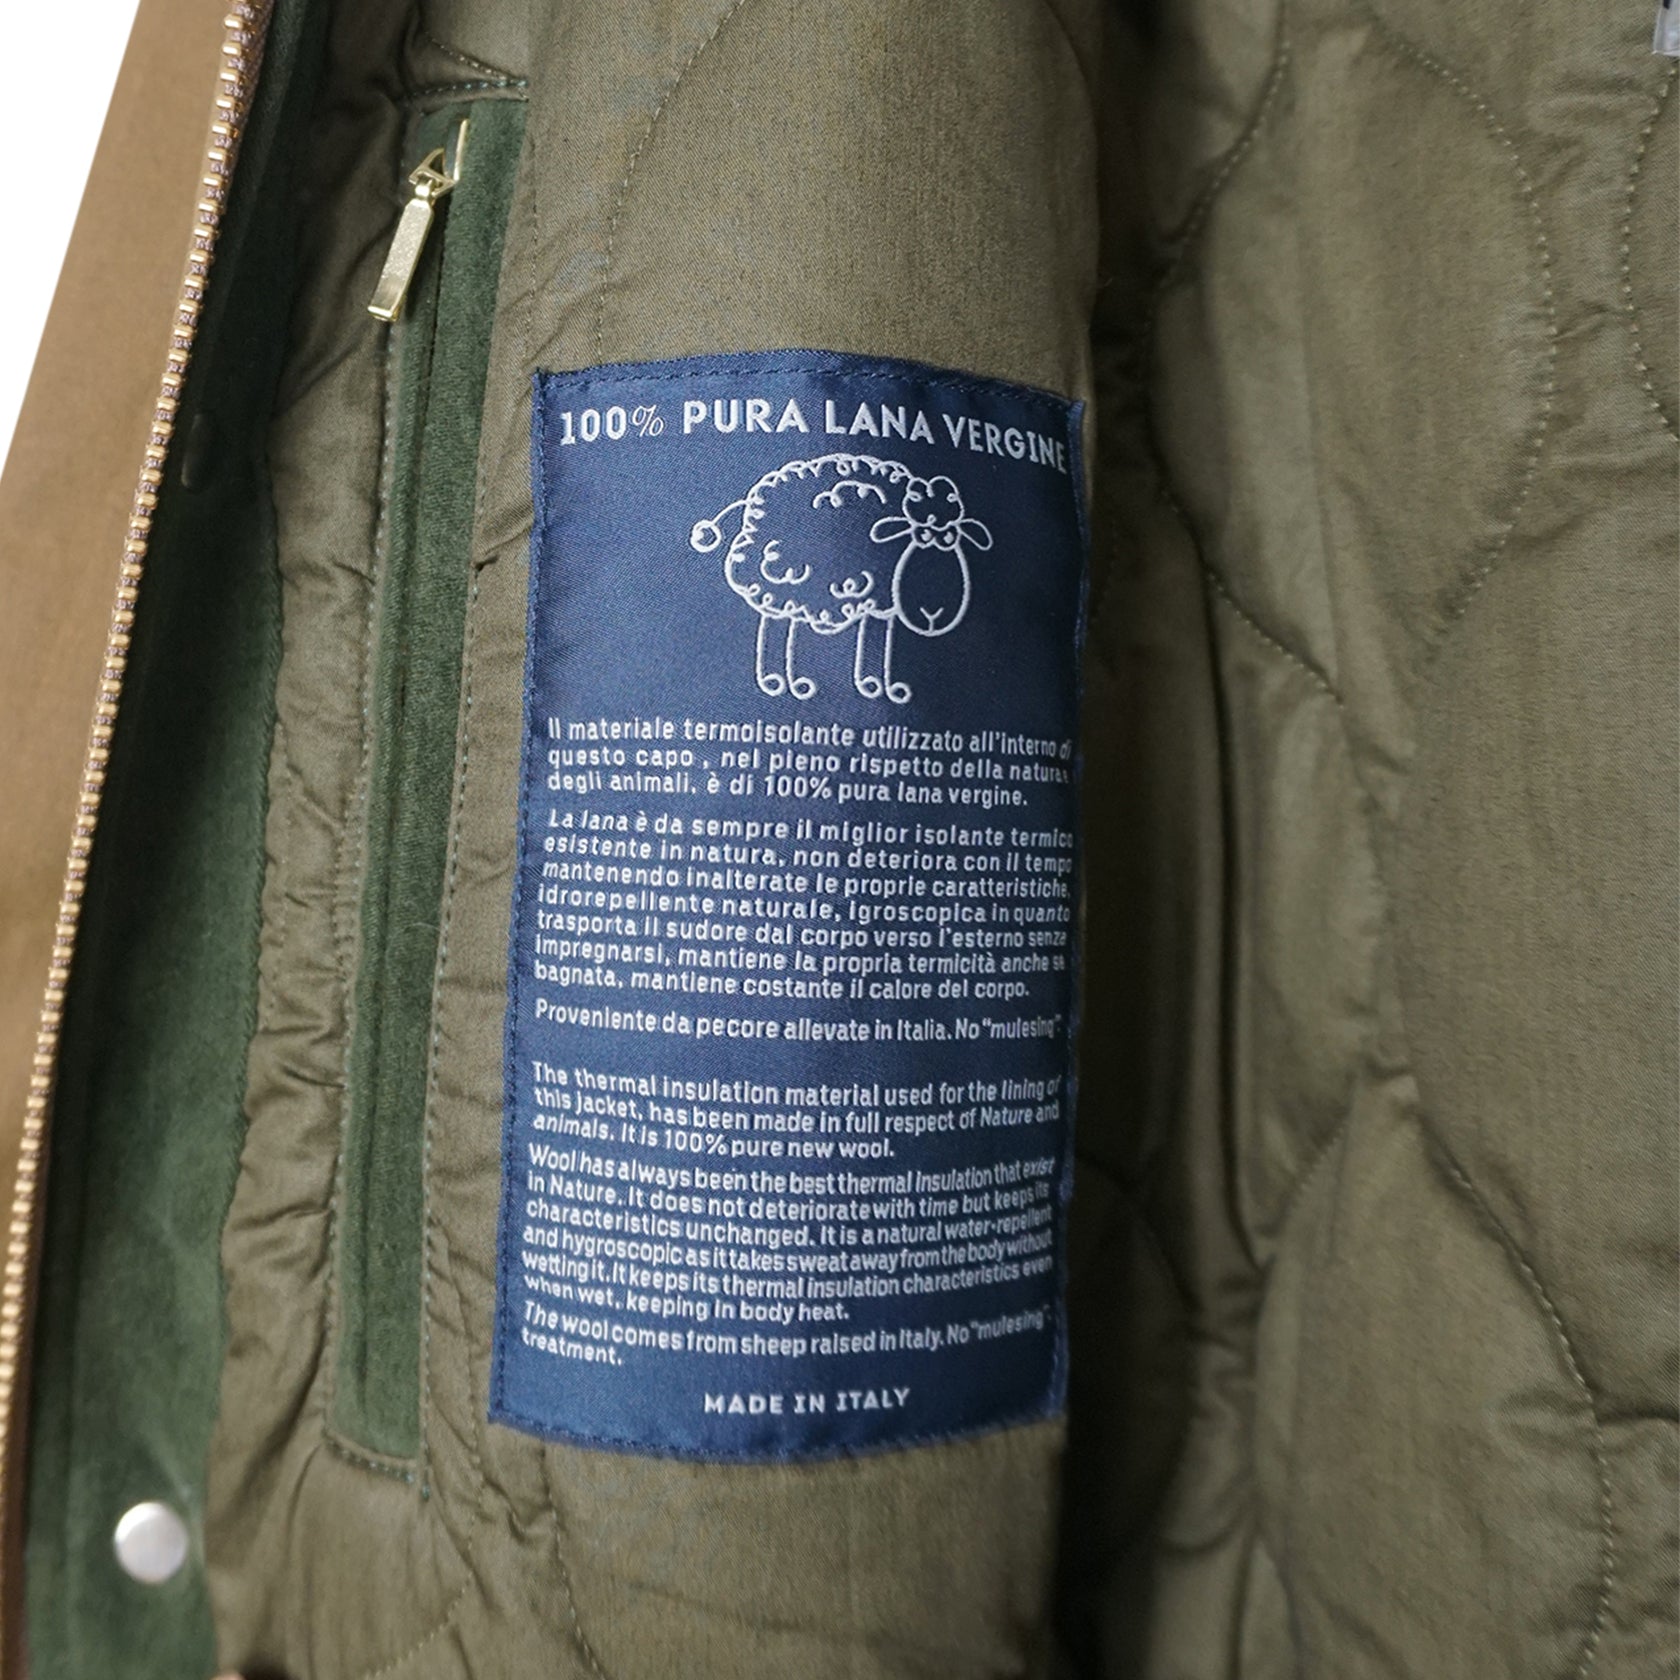 100% PURA LANA VERGINE
Il materiale termoisolante utilizzato all'interno di
questo capo , nel pieno rispetto della natura e
degli animali, è di 100% pura lana vergine.
La lana è da sempre il miglior isolante termico
esistente in natura, non deteriora con il tempo
mantenendo inalterate le proprie caratteristiche,
idrorepellente naturale, igroscopica in quanto
trasporta il sudore dal corpo verso l'esterno senza
impregnarsi, mantiene la propria termicità anche se
bagnata, mantiene costante il calore del corpo.
Proveniente da pecore allevate in Italia. No "mulesing".
The thermal insulation material used for the lining of
this jacket, has been made in full respect of Nature and
animals. It is 100% pure new wool.
Wool has always been the best thermal insulation that exist
in Nature. It does not deteriorate with time but keeps its
characteristics unchanged. It is a natural water-repellent
and hygroscopic as it takes sweat away from the body without
wetting it. It keeps its thermal insulation characteristics even
when wet, keeping in body heat.
The wool comes from sheep raised in Italy. No "mulesing"
treatment.
MADE IN ITALY